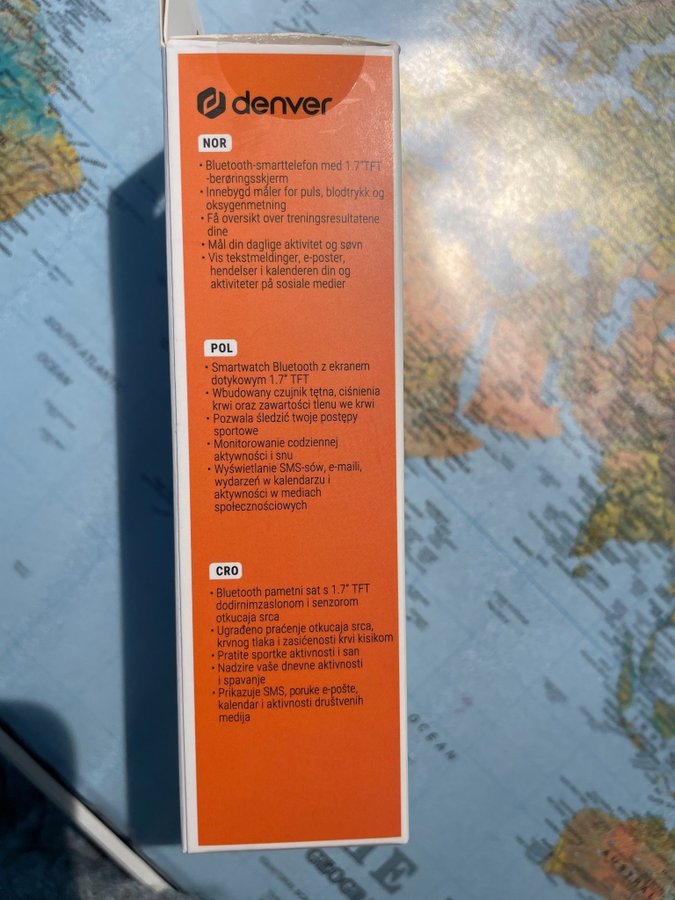 denver
NOR
• Bluetooth-smarttelefon med 1.7"TFT
-berøringsskjerm
• Innebygd måler for puls, blodtrykk og
oksygenmetning
• Få oversikt over treningsresultatene
dine
• Mål din daglige aktivitet og søvn
• Vis tekstmeldinger, e-poster,
hendelser i kalenderen din og
aktiviteter på sosiale medier
POL
• Smartwatch Bluetooth z ekranem
dotykowym 1.7" TFT
• Wbudowany czujnik tętna, ciśnienia
krwi oraz zawartości tlenu we krwi
• Pozwala śledzić twoje postępy
sportowe
• Monitorowanie codziennej
aktywności i snu
• Wyświetlanie SMS-sów, e-maili,
wydarzeń w kalendarzu i
aktywności w mediach
społecznościowych
CRO
• Bluetooth pametni sat s 1.7" TFT
dodirnimzaslonom i senzorom
otkucaja srca
• Ugrađeno praćenje otkucaja srca,
krvnog tlaka i zasićenosti krvi kisikom
• Pratite sportke aktivnosti i san
• Nadzire vaše dnevne aktivnosti
i spavanje
• Prikazuje SMS, poruke e-pošte,
kalendar i aktivnosti društvenih
medija
SOUTH ATLANTIC
OCEAN
OCEAN